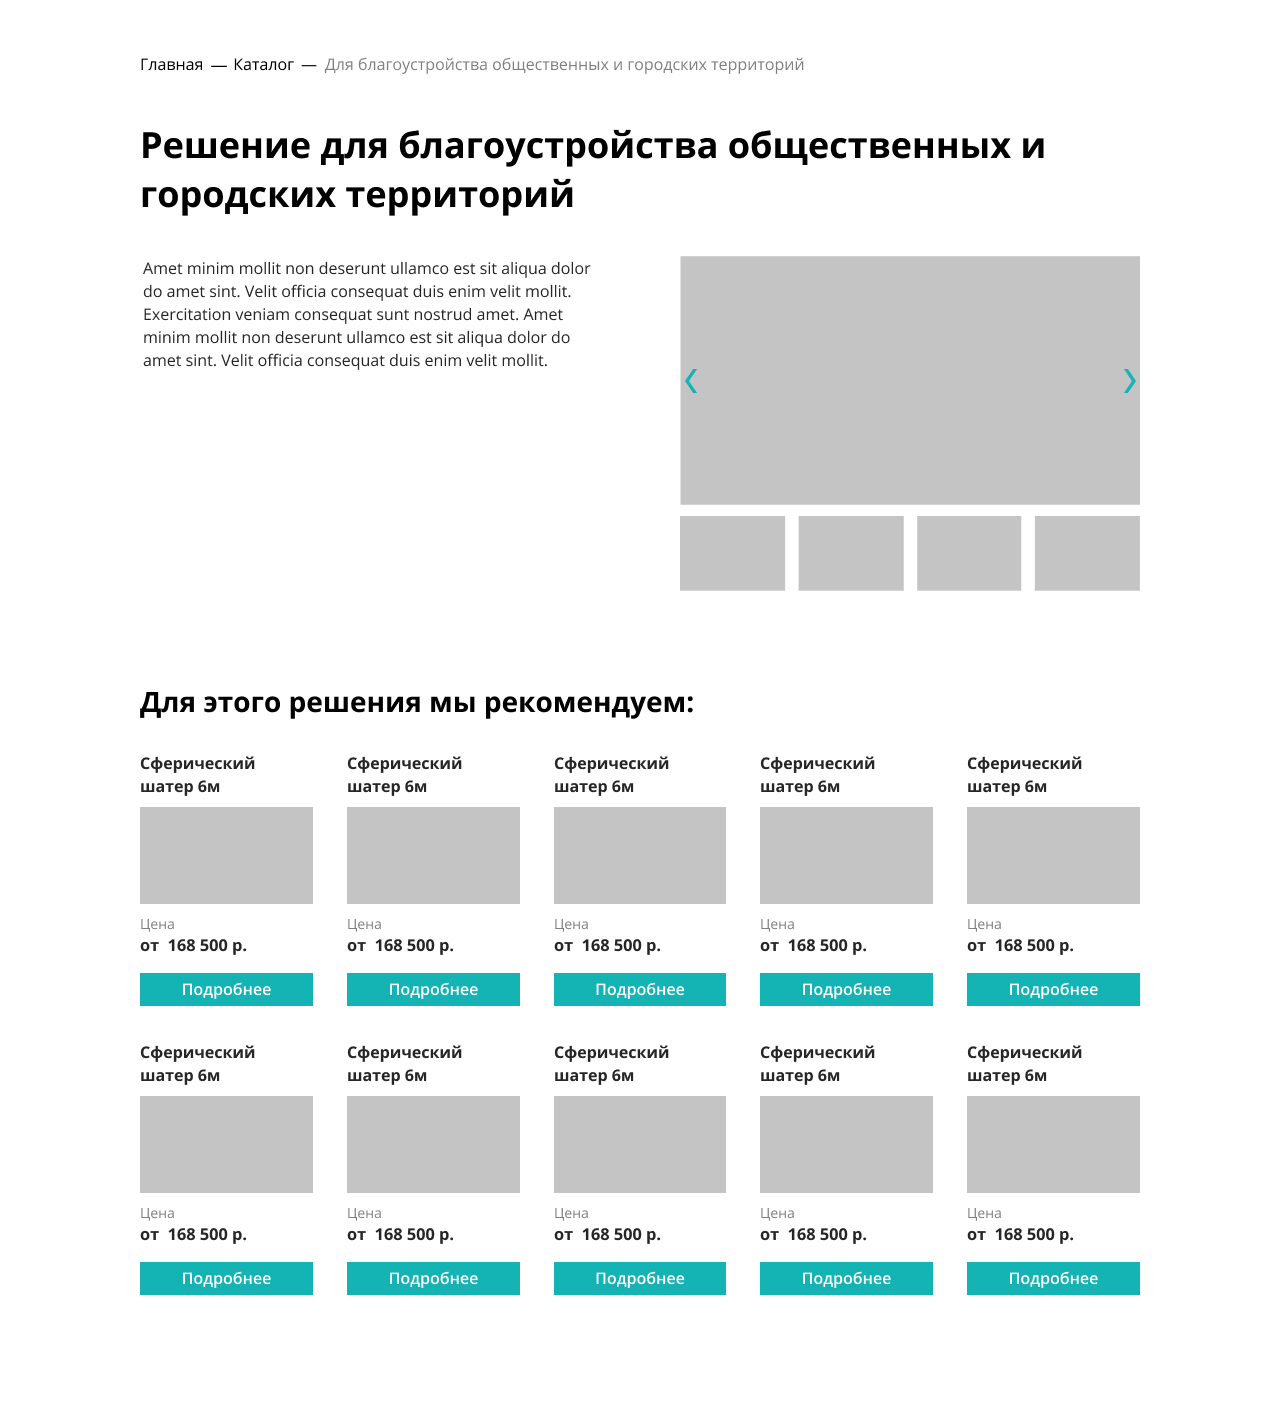 Главная — Каталог — Для благоустройства общественных и городских территорий
Решение для благоустройства общественных и
городских территорий
Amet minim mollit non deserunt ullamco est sit aliqua dolor
do amet sint. Velit officia consequat duis enim velit mollit.
Exercitation veniam consequat sunt nostrud amet. Amet
minim mollit non deserunt ullamco est sit aliqua dolor do
amet sint. Velit officia consequat duis enim velit mollit.
Для этого решения мы рекомендуем:
Сферический
шатер 6м
Цена
от 168 500 р.
Подробнее
Сферический
шатер 6м
Цена
от 168 500 р.
Подробнее
Сферический
шатер 6м
Цена
от 168 500 р.
Подробнее
Сферический
шатер 6м
Цена
от 168 500 р.
Подробнее
Сферический
шатер 6м
Цена
от 168 500 р.
Подробнее
Сферический
шатер 6м
Цена
от 168 500 р.
Подробнее
Сферический
шатер 6м
Цена
от 168 500 р.
Подробнее
Сферический
шатер 6м
Цена
от 168 500 р.
Подробнее
Сферический
шатер 6м
Цена
от 168 500 р.
Подробнее
Сферический
шатер 6м
Цена
от 168 500 р.
Подробнее